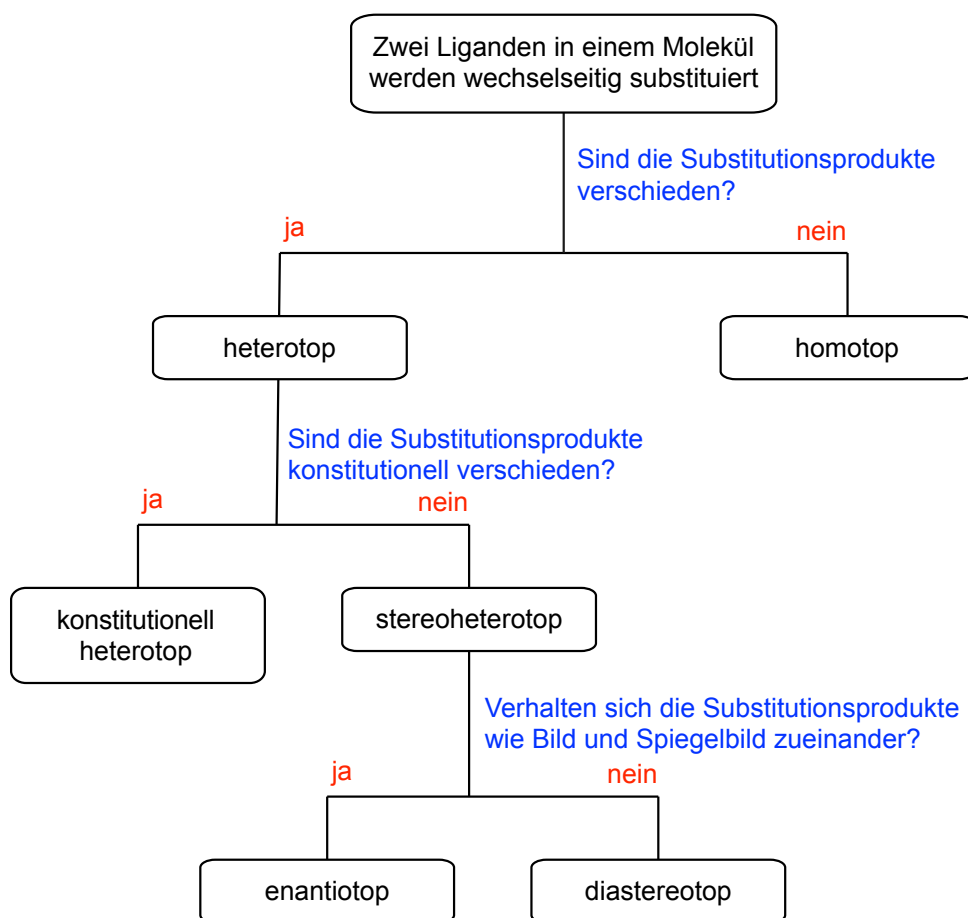 Zwei Liganden in einem Molekül
werden wechselseitig substituiert
Sind die Substitutionsprodukte
verschieden?
ja
nein
heterotop
homotop
Sind die Substitutionsprodukte
konstitutionell verschieden?
ja
nein
konstitutionell
heterotop
stereoheterotop
Verhalten sich die Substitutionsprodukte
wie Bild und Spiegelbild zueinander?
ja
nein
enantiotop
diastereotop